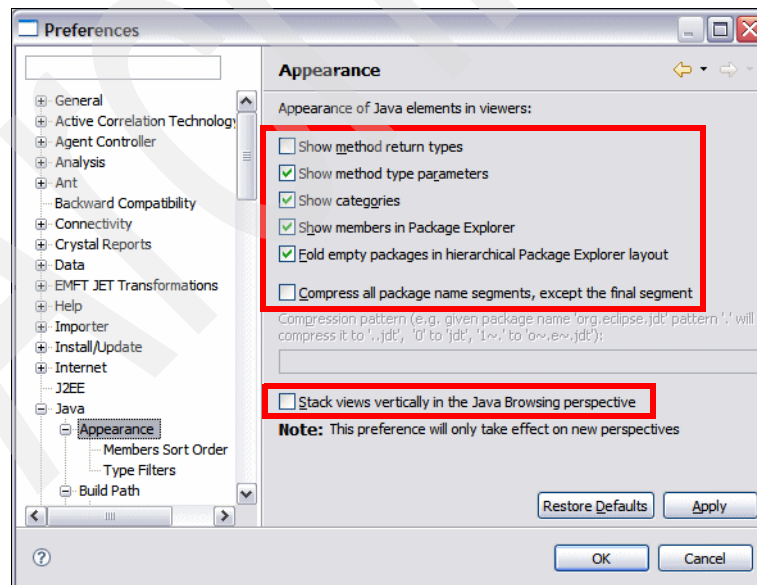 Preferences
Appearance
Appearance of Java elements in viewers:
Show method return types
Show method type parameters
Show categories
Show members in Package Explorer
Fold empty packages in hierarchical Package Explorer layout
Compress all package name segments, except the final segment
Compression pattern (e.g. given package name 'org.eclipse.jdt' pattern '.' will
compress it to '..jdt', '0' to 'jdt', '1~.' to 'o~.e~.jdt'):
Stack views vertically in the Java Browsing perspective
Note: This preference will only take effect on new perspectives
General
Active Correlation Technology
Agent Controller
Analysis
Ant
Backward Compatibility
Connectivity
Crystal Reports
Data
EMFT JET Transformations
Help
Importer
Install/Update
Internet
J2EE
Java
Appearance
Members Sort Order
Type Filters
Build Path
Restore Defaults
Apply
OK
Cancel